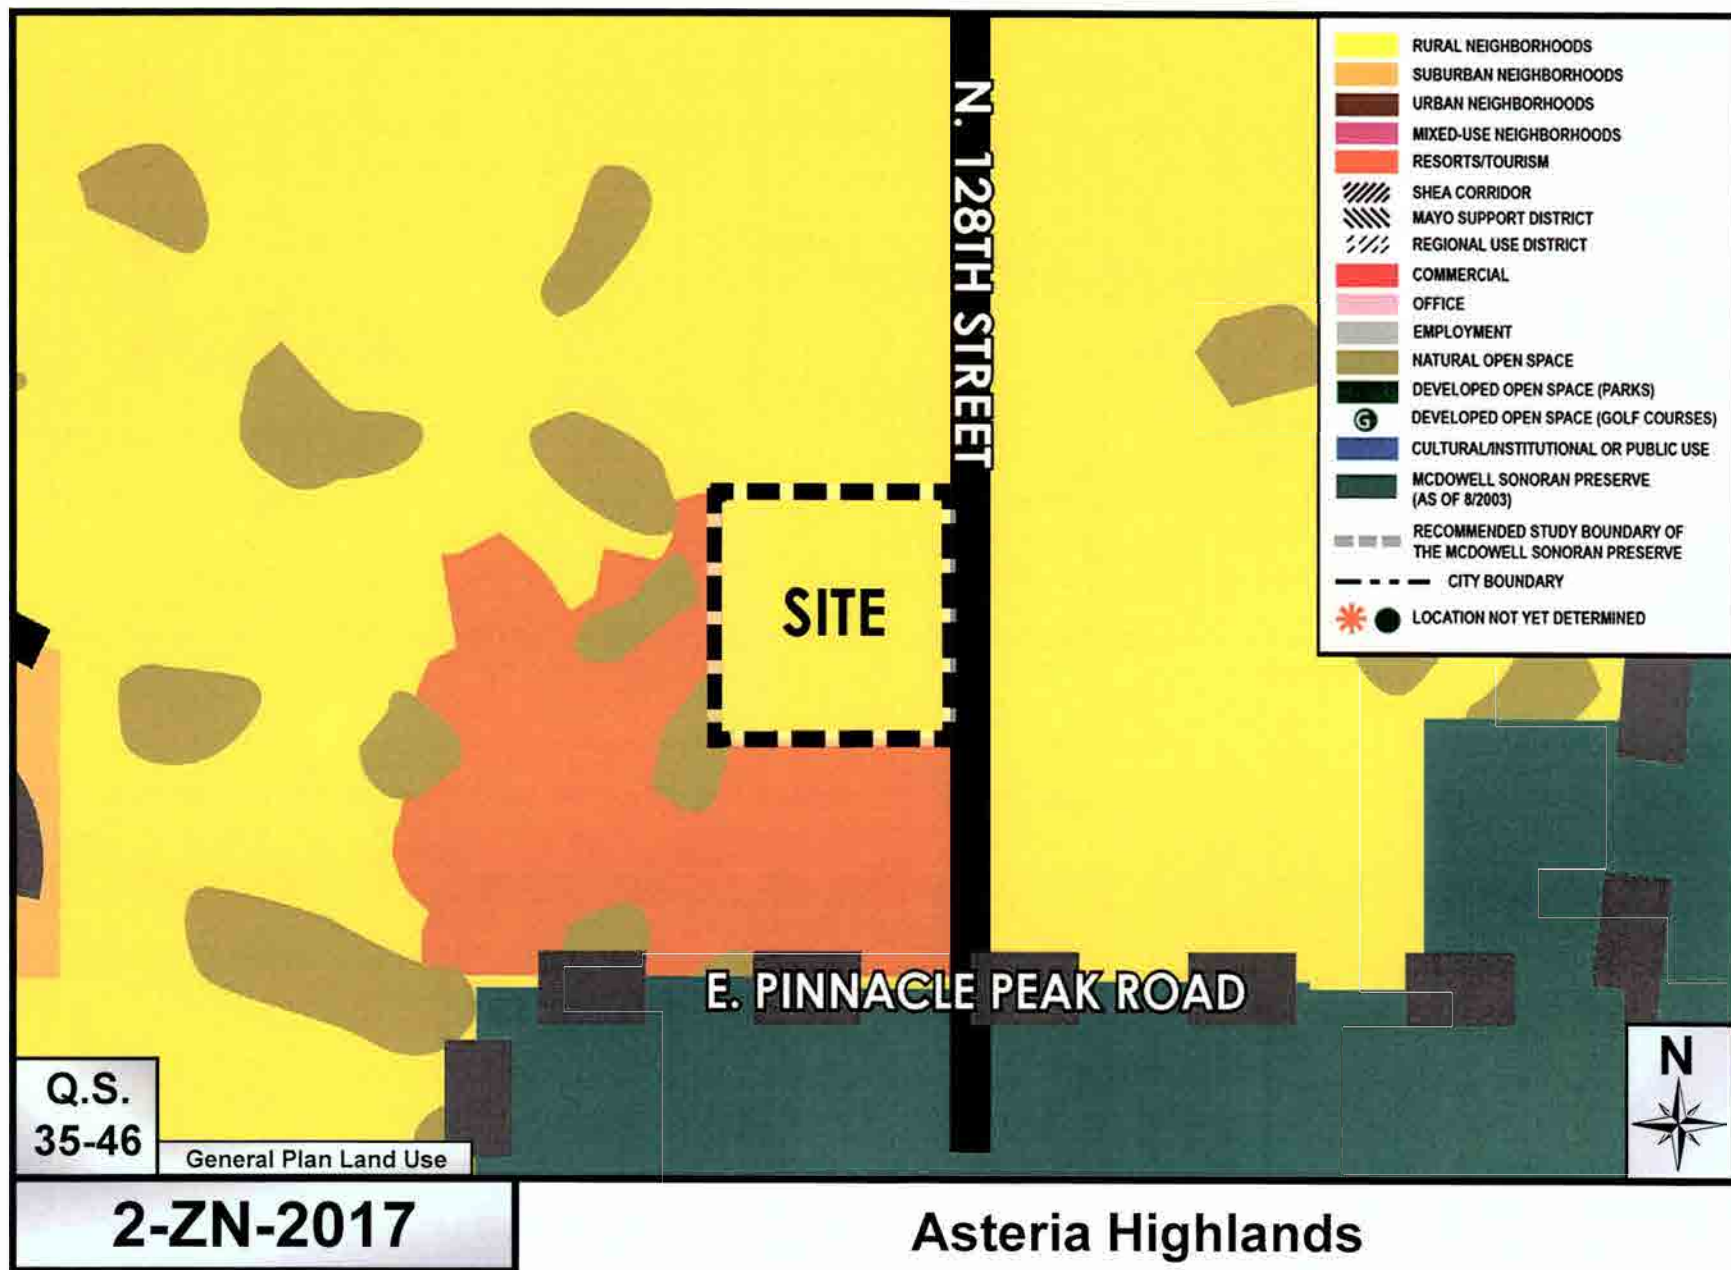 N. 128TH STREET
RURAL NEIGHBORHOODS
SUBURBAN NEIGHBORHOODS
URBAN NEIGHBORHOODS
MIXED-USE NEIGHBORHOODS
RESORTS/TOURISM
SHEA CORRIDOR
MAYO SUPPORT DISTRICT
REGIONAL USE DISTRICT
COMMERCIAL
OFFICE
EMPLOYMENT
NATURAL OPEN SPACE
DEVELOPED OPEN SPACE (PARKS)
G DEVELOPED OPEN SPACE (GOLF COURSES)
CULTURAL/INSTITUTIONAL OR PUBLIC USE
MCDOWELL SONORAN PRESERVE
(AS OF 8/2003)
RECOMMENDED STUDY BOUNDARY OF
THE MCDOWELL SONORAN PRESERVE
CITY BOUNDARY
LOCATION NOT YET DETERMINED
SITE
E. PINNACLE PEAK ROAD
Q.S.
35-46
General Plan Land Use
N
2-ZN-2017
Asteria Highlands